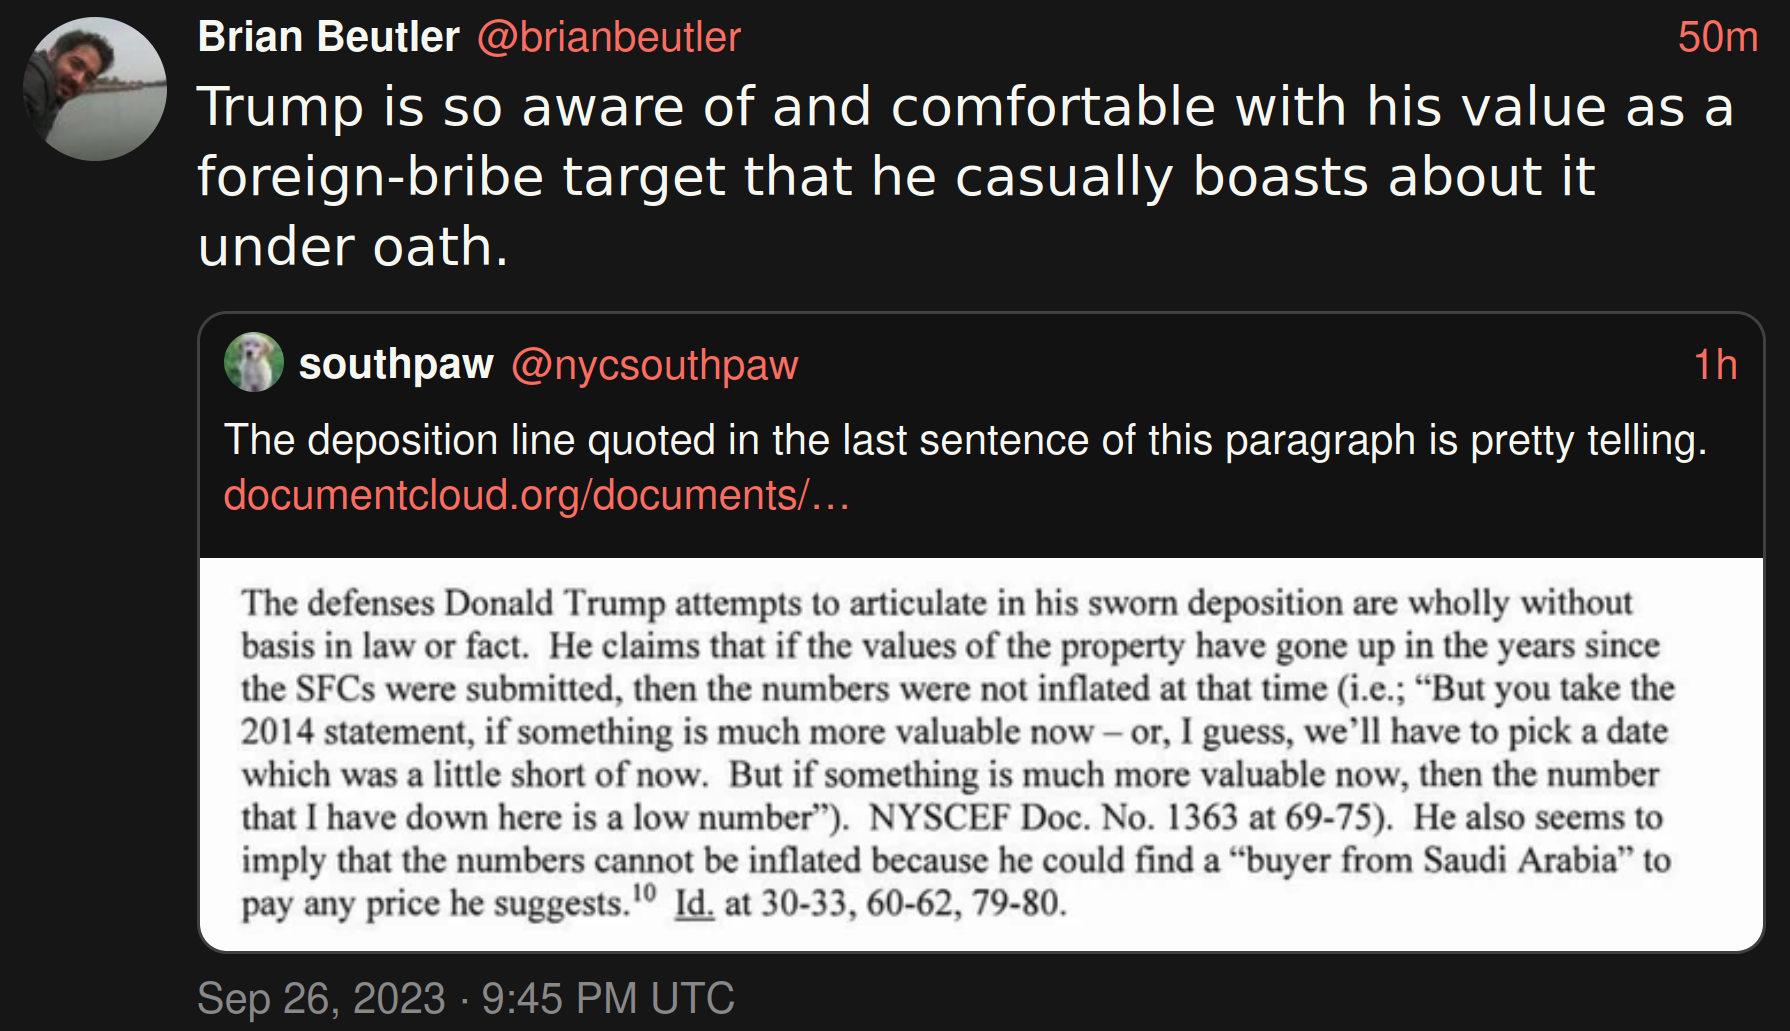 Brian Beutler @brianbeutler 50m
Trump is so aware of and comfortable with his value as a
foreign-bribe target that he casually boasts about it
under oath.
southpaw @nycsouthpaw 1h
The deposition line quoted in the last sentence of this paragraph is pretty telling.
documentcloud.org/documents/…
The defenses Donald Trump attempts to articulate in his sworn deposition are wholly without
basis in law or fact.  He claims that if the values of the property have gone up in the years since
the SFCs were submitted, then the numbers were not inflated at that time (i.e.; “But you take the
2014 statement, if something is much more valuable now – or, I guess, we’ll have to pick a date
which was a little short of now.  But if something is much more valuable now, then the number
that I have down here is a low number”).  NYSCEF Doc. No. 1363 at 69-75).  He also seems to
imply that the numbers cannot be inflated because he could find a “buyer from Saudi Arabia” to
pay any price he suggests.¹⁰  Id. at 30-33, 60-62, 79-80.
Sep 26, 2023 · 9:45 PM UTC